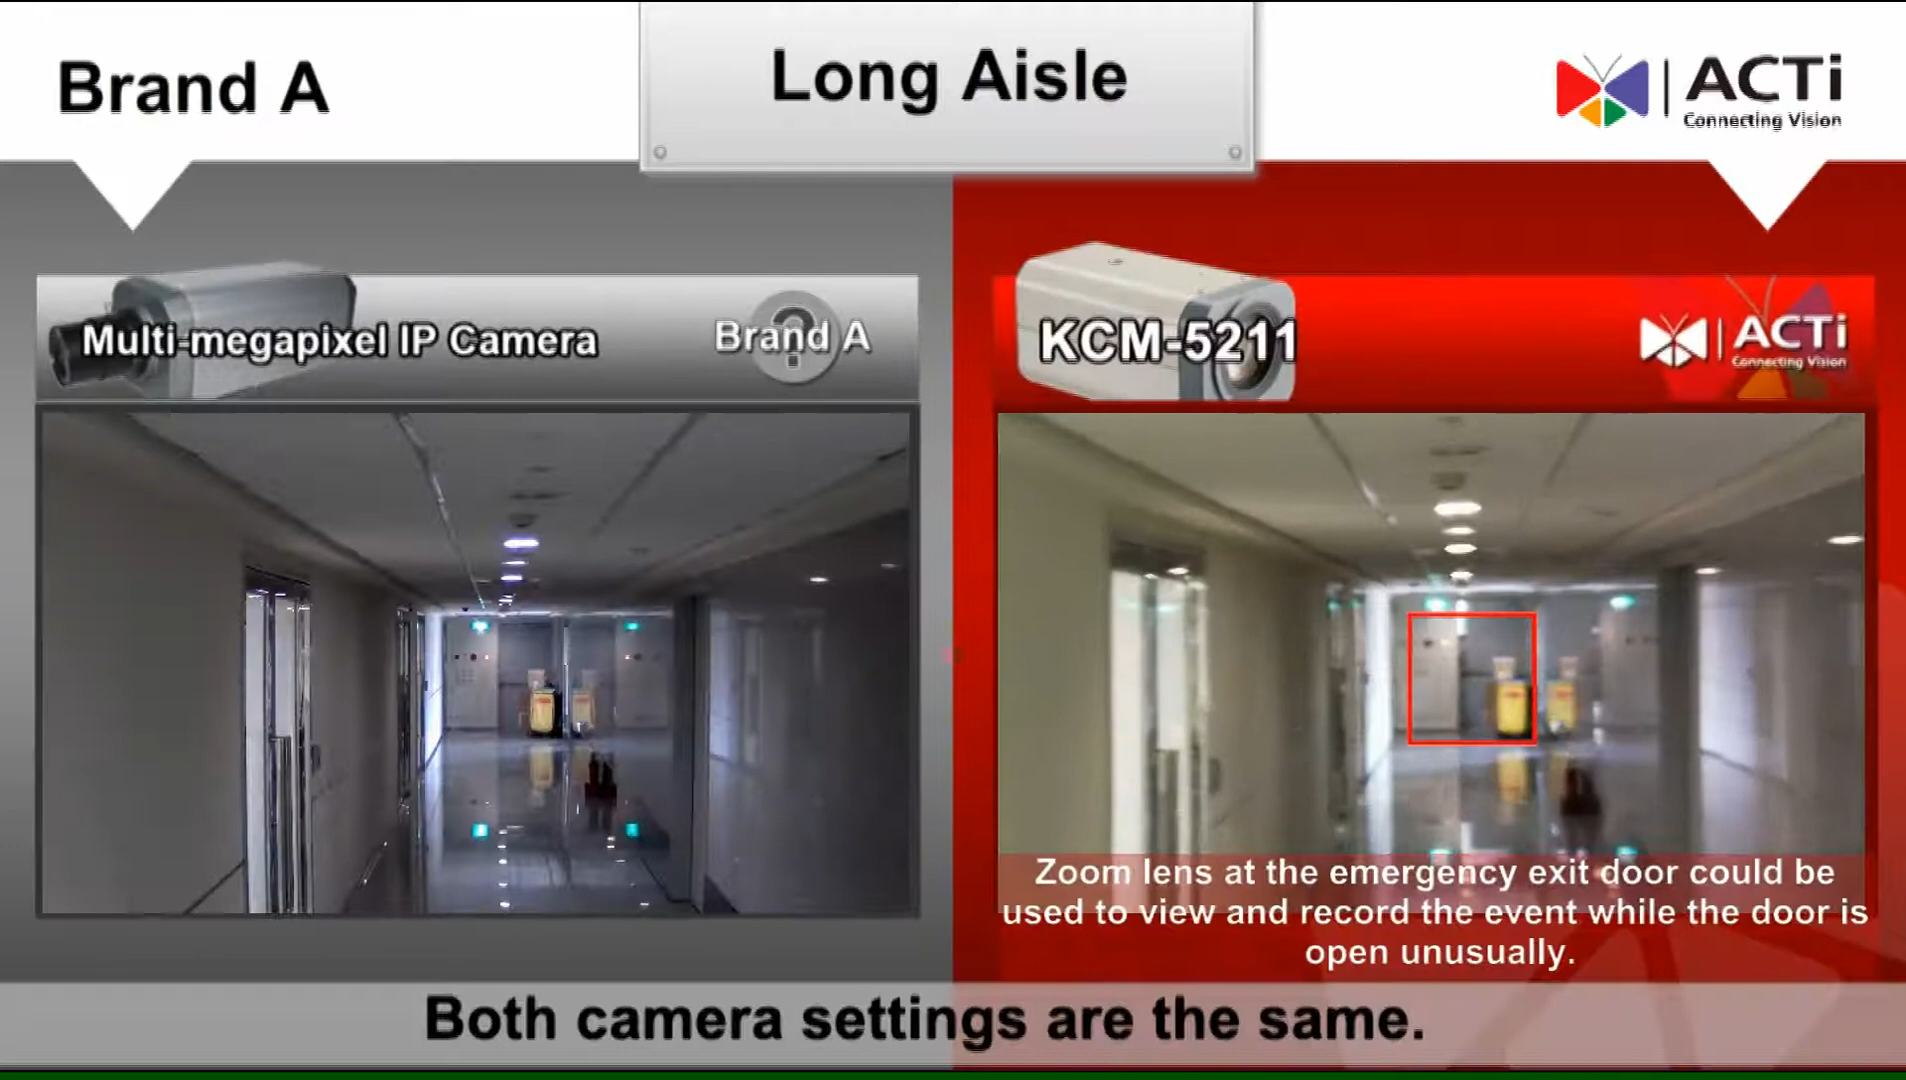 Brand A
Long Aisle
ACTi
Connecting Vision
Multi-megapixel IP Camera
Brand A
?
KCM-5211
ACTi
Connecting Vision
Zoom lens at the emergency exit door could be
used to view and record the event while the door is
open unusually.
Both camera settings are the same.